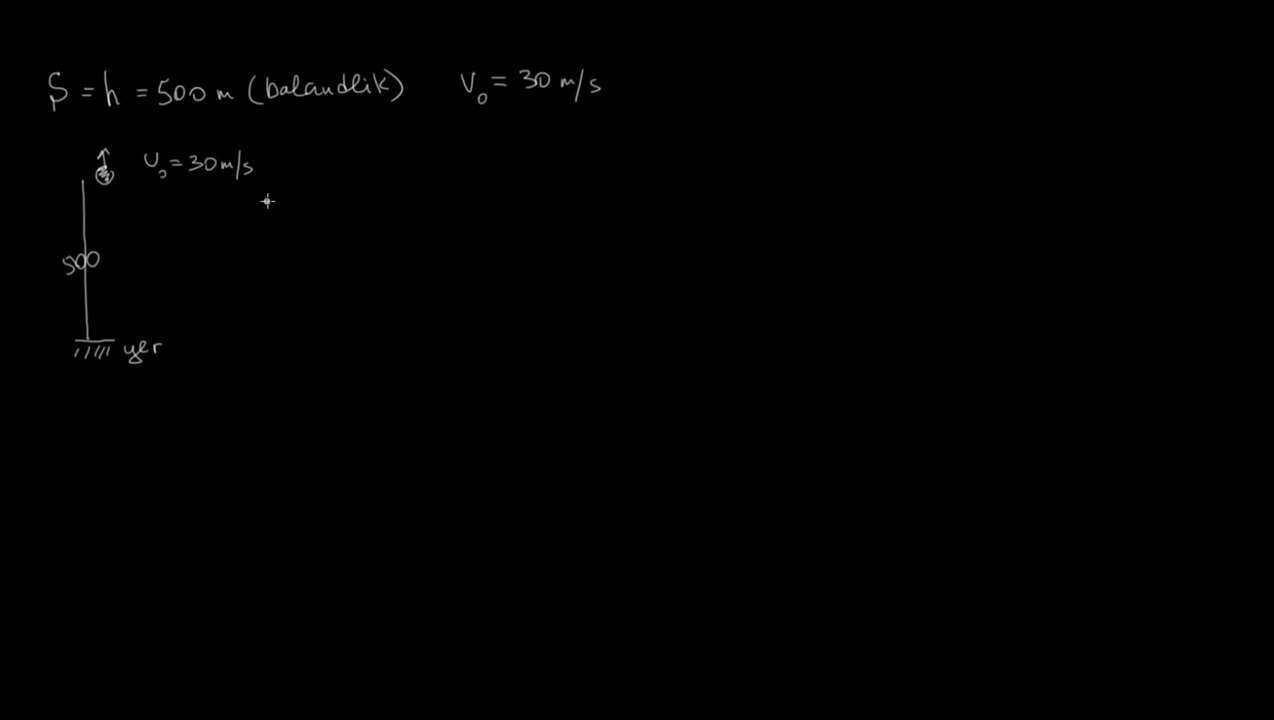 S = h = 500 m (balandlik) V₀ = 30 m/s
V₀ = 30 m/s
500
yer